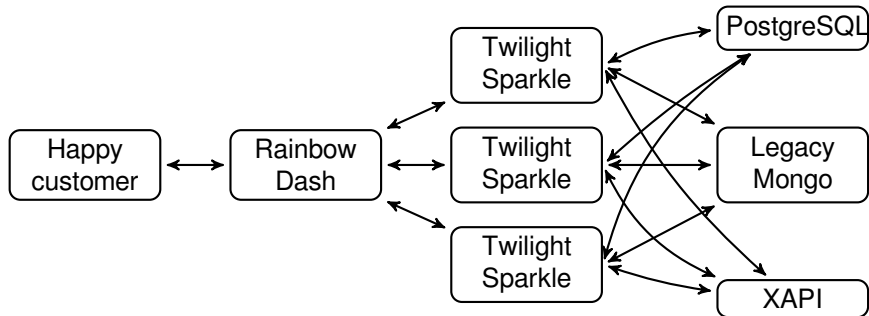 Happy
customer
Rainbow
Dash
Twilight
Sparkle
Twilight
Sparkle
Twilight
Sparkle
PostgreSQL
Legacy
Mongo
XAPI